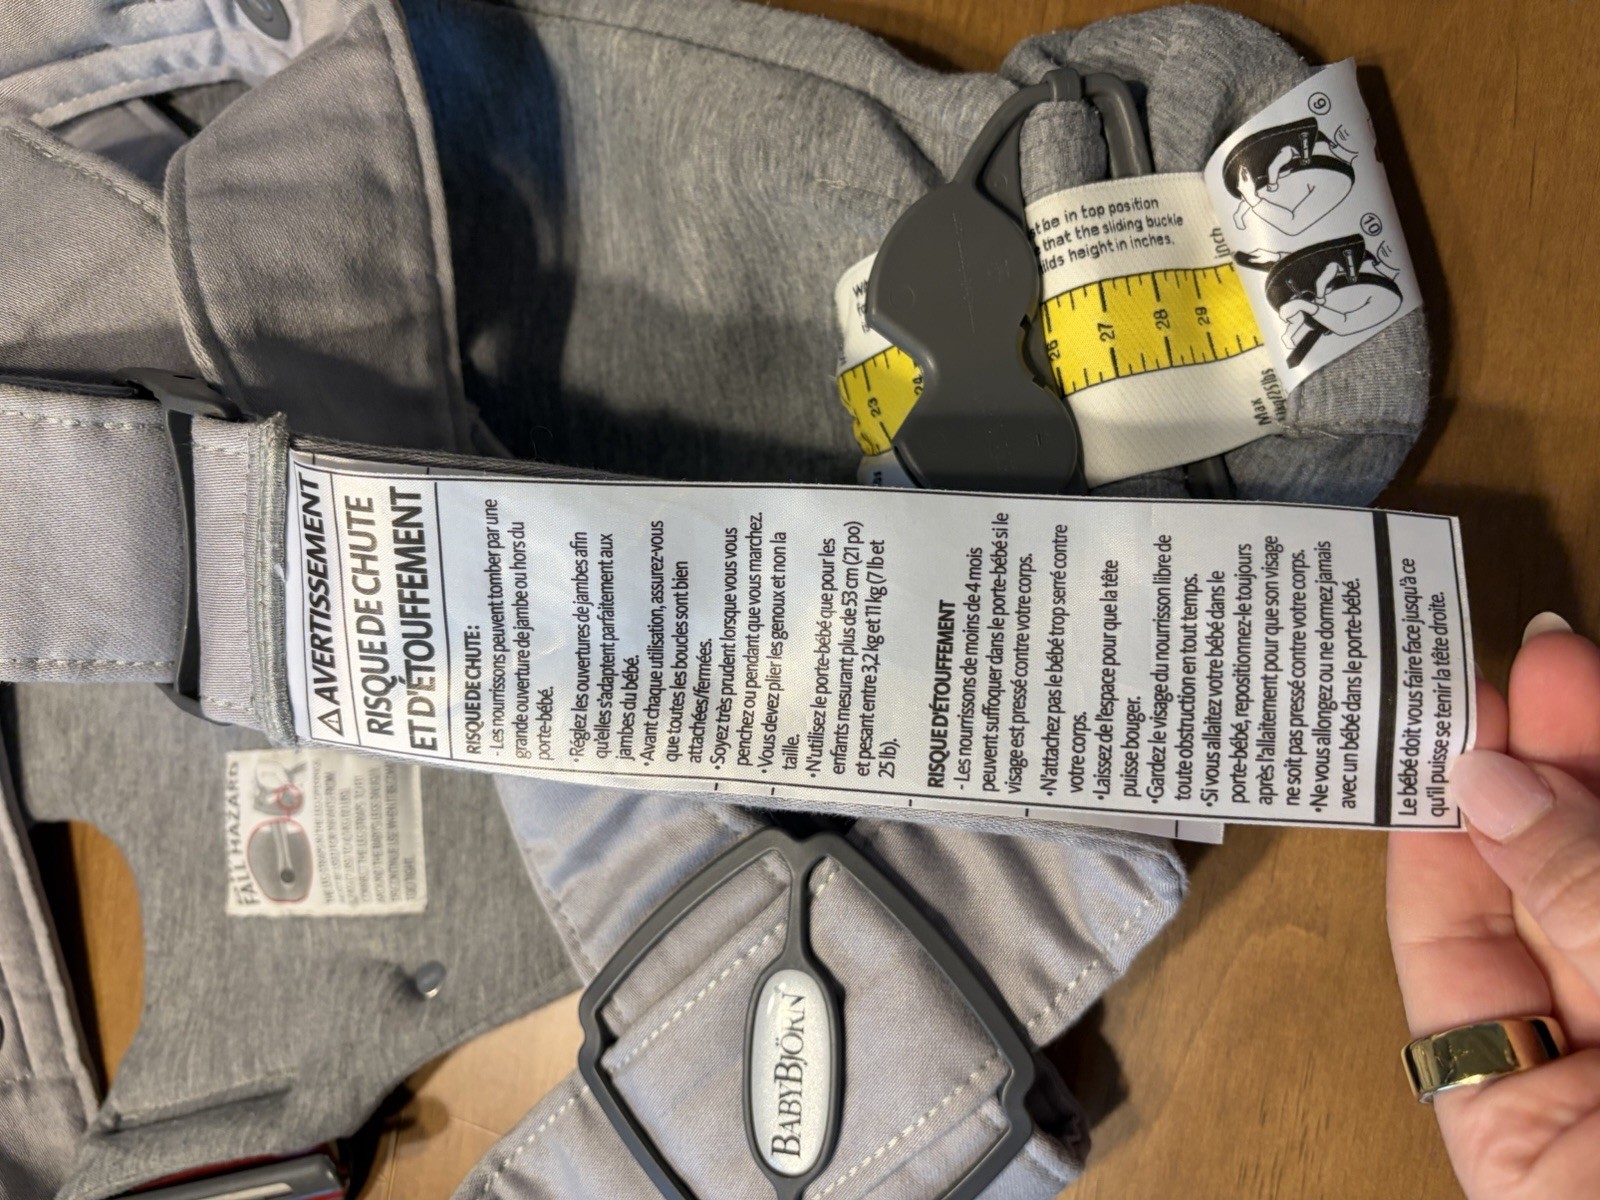 ⚠AVERTISSEMENT
RISQUE DE CHUTE
ET D'ÉTOUFFEMENT
RISQUE DE CHUTE:
- Les nourrissons peuvent tomber par une
grande ouverture de jambe ou hors du
porte-bébé.
•Réglez les ouvertures de jambes afin
qu'elles s'adaptent parfaitement aux
jambes du bébé.
•Avant chaque utilisation, assurez-vous
que toutes les boucles sont bien
attachées/fermées.
•Soyez très prudent lorsque vous vous
penchez ou pendant que vous marchez.
•Vous devez plier les genoux et non la
taille.
•N'utilisez le porte-bébé que pour les
enfants mesurant plus de 53 cm (21 po)
et pesant entre 3,2 kg et 11 kg (7 lb et
25 lb).
RISQUE D'ÉTOUFFEMENT
- Les nourrissons de moins de 4 mois
peuvent suffoquer dans le porte-bébé si le
visage est pressé contre votre corps.
•N'attachez pas le bébé trop serré contre
votre corps.
•Laissez de l'espace pour que la tête
puisse bouger.
•Gardez le visage du nourrisson libre de
toute obstruction en tout temps.
•Si vous allaitez votre bébé dans le
porte-bébé, repositionnez-le toujours
après l'allaitement pour que son visage
ne soit pas pressé contre votre corps.
•Ne vous allongez ou ne dormez jamais
avec un bébé dans le porte-bébé.
Le bébé doit vous faire face jusqu'à ce
qu'il puisse se tenir la tête droite.
be in top position
that the sliding buckle
height in inches.
inch
23
24
26
27
28
29
Max
9
10
FALL HAZARD
BABYBJÖRN